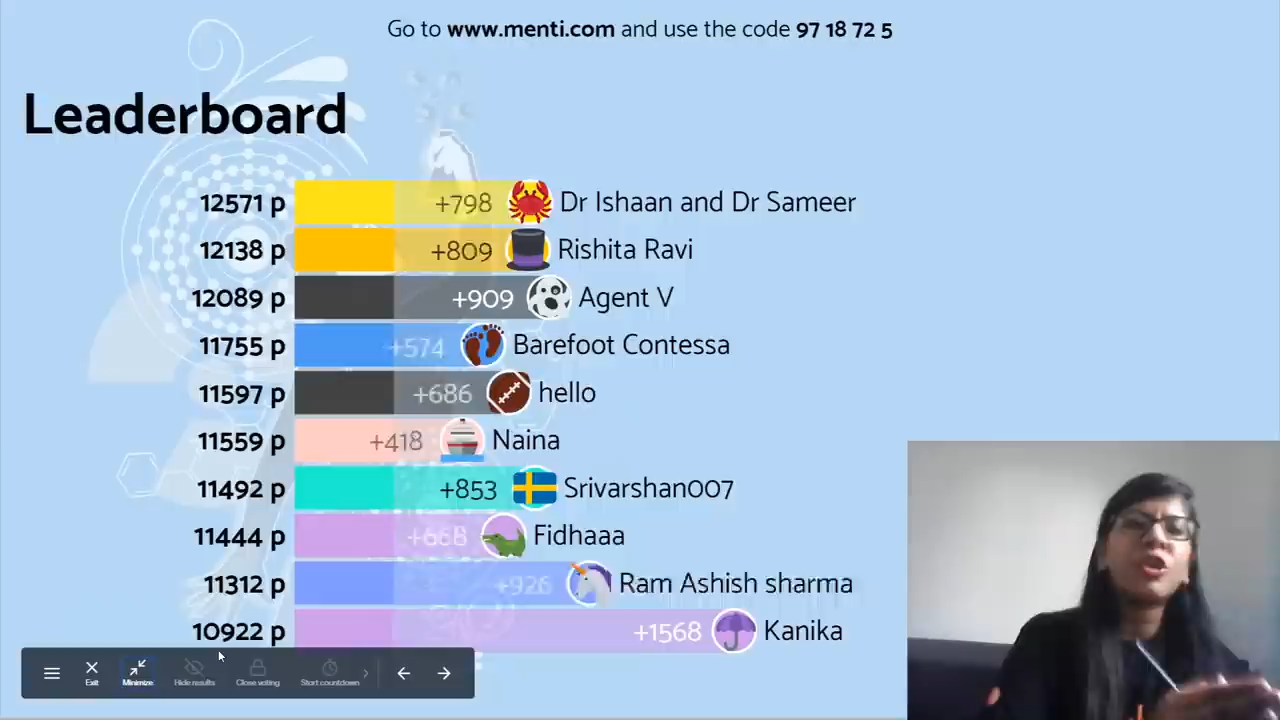 Go to www.menti.com and use the code 97 18 72 5
Leaderboard
12571 p +798 Dr Ishaan and Dr Sameer
12138 p +809 Rishita Ravi
12089 p +909 Agent V
11755 p +574 Barefoot Contessa
11597 p +686 hello
11559 p +418 Naina
11492 p +853 Srivarshan007
11444 p +668 Fidhaaa
11312 p +926 Ram Ashish sharma
10922 p +1568 Kanika
Exit Minimize Hide results Close voting Start countdown